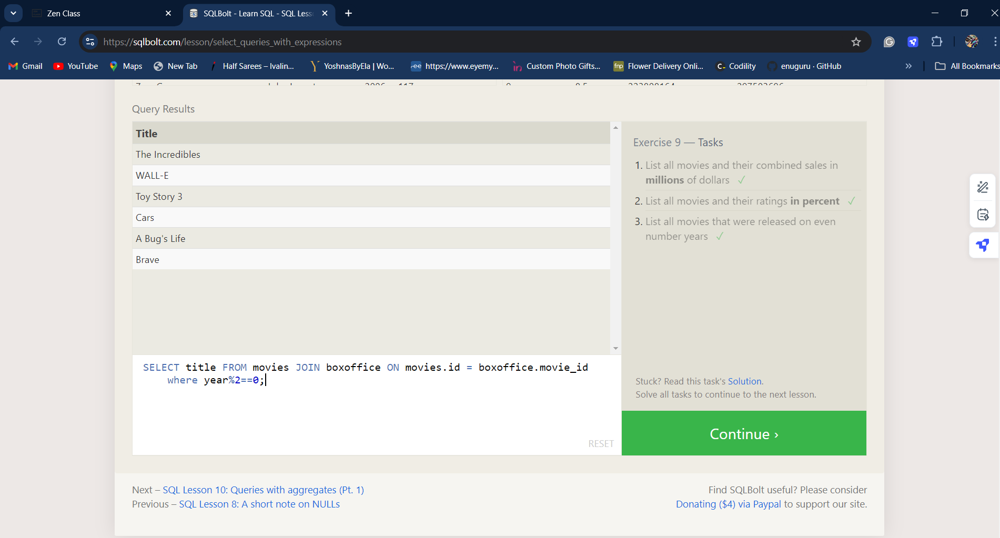 Zen Class
SQLBolt - Learn SQL - SQL Less
https://sqlbolt.com/lesson/select_queries_with_expressions
Gmail
YouTube
Maps
New Tab
Half Sarees – Ivalin...
YoshnasByEla | Wo...
https://www.eyemy...
Custom Photo Gifts...
Flower Delivery Onli...
Codility
enuguru · GitHub
All Bookmarks
Query Results
Title
The Incredibles
WALL-E
Toy Story 3
Cars
A Bug's Life
Brave
SELECT title FROM movies JOIN boxoffice ON movies.id = boxoffice.movie_id
where year%2==0;
RESET
Exercise 9 — Tasks
1. List all movies and their combined sales in
millions of dollars ✓
2. List all movies and their ratings in percent ✓
3. List all movies that were released on even
number years ✓
Stuck? Read this task's Solution.
Solve all tasks to continue to the next lesson.
Continue ›
Next – SQL Lesson 10: Queries with aggregates (Pt. 1)
Previous – SQL Lesson 8: A short note on NULLs
Find SQLBolt useful? Please consider
Donating ($4) via Paypal to support our site.